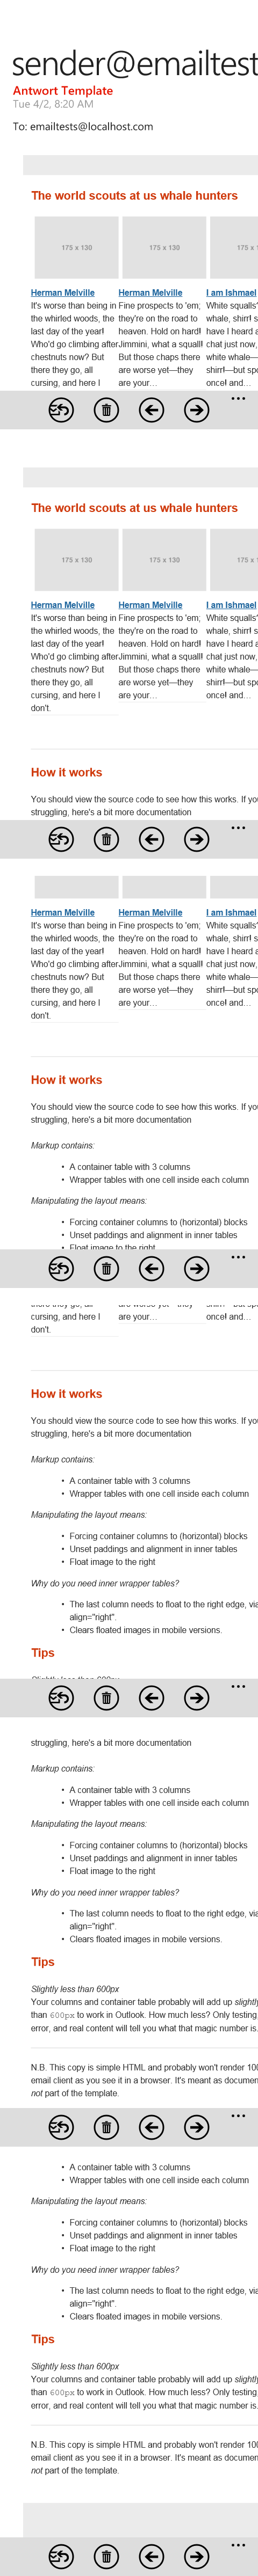 sender@emailtest
Antwort Template
Tue 4/2, 8:20 AM
To: emailtests@localhost.com
The world scouts at us whale hunters
175 x 130 175 x 130 175 x 1
Herman Melville Herman Melville I am Ishmael
It's worse than being in Fine prospects to 'em; White squalls'
the whirled woods, the they're on the road to whale, shirr! s
last day of the year! heaven. Hold on hard! have I heard a
Who'd go climbing after Jimmini, what a squall! chat just now,
chestnuts now? But But those chaps there white whale—
there they go, all are worse yet—they shirr!—but spo
cursing, and here I are your… once! and…
The world scouts at us whale hunters
175 x 130 175 x 130 175 x 1
Herman Melville Herman Melville I am Ishmael
It's worse than being in Fine prospects to 'em; White squalls'
the whirled woods, the they're on the road to whale, shirr! s
last day of the year! heaven. Hold on hard! have I heard a
Who'd go climbing after Jimmini, what a squall! chat just now,
chestnuts now? But But those chaps there white whale—
there they go, all are worse yet—they shirr!—but spo
cursing, and here I are your… once! and…
don't.
How it works
You should view the source code to see how this works. If you
struggling, here's a bit more documentation
Herman Melville Herman Melville I am Ishmael
It's worse than being in Fine prospects to 'em; White squalls'
the whirled woods, the they're on the road to whale, shirr! s
last day of the year! heaven. Hold on hard! have I heard a
Who'd go climbing after Jimmini, what a squall! chat just now,
chestnuts now? But But those chaps there white whale—
there they go, all are worse yet—they shirr!—but spo
cursing, and here I are your… once! and…
don't.
How it works
You should view the source code to see how this works. If you
struggling, here's a bit more documentation
Markup contains:
• A container table with 3 columns
• Wrapper tables with one cell inside each column
Manipulating the layout means:
• Forcing container columns to (horizontal) blocks
• Unset paddings and alignment in inner tables
• Float image to the right
there they go, all are worse yet—they shirr!—but spo
cursing, and here I are your… once! and…
don't.
How it works
You should view the source code to see how this works. If you
struggling, here's a bit more documentation
Markup contains:
• A container table with 3 columns
• Wrapper tables with one cell inside each column
Manipulating the layout means:
• Forcing container columns to (horizontal) blocks
• Unset paddings and alignment in inner tables
• Float image to the right
Why do you need inner wrapper tables?
• The last column needs to float to the right edge, via
align="right".
• Clears floated images in mobile versions.
Tips
Slightly less than 600px
struggling, here's a bit more documentation
Markup contains:
• A container table with 3 columns
• Wrapper tables with one cell inside each column
Manipulating the layout means:
• Forcing container columns to (horizontal) blocks
• Unset paddings and alignment in inner tables
• Float image to the right
Why do you need inner wrapper tables?
• The last column needs to float to the right edge, via
align="right".
• Clears floated images in mobile versions.
Tips
Slightly less than 600px
Your columns and container table probably will add up slightly
than 600px to work in Outlook. How much less? Only testing,
error, and real content will tell you what that magic number is.
N.B. This copy is simple HTML and probably won't render 100
email client as you see it in a browser. It's meant as documen
not part of the template.
• A container table with 3 columns
• Wrapper tables with one cell inside each column
Manipulating the layout means:
• Forcing container columns to (horizontal) blocks
• Unset paddings and alignment in inner tables
• Float image to the right
Why do you need inner wrapper tables?
• The last column needs to float to the right edge, via
align="right".
• Clears floated images in mobile versions.
Tips
Slightly less than 600px
Your columns and container table probably will add up slightly
than 600px to work in Outlook. How much less? Only testing,
error, and real content will tell you what that magic number is.
N.B. This copy is simple HTML and probably won't render 100
email client as you see it in a browser. It's meant as documen
not part of the template.